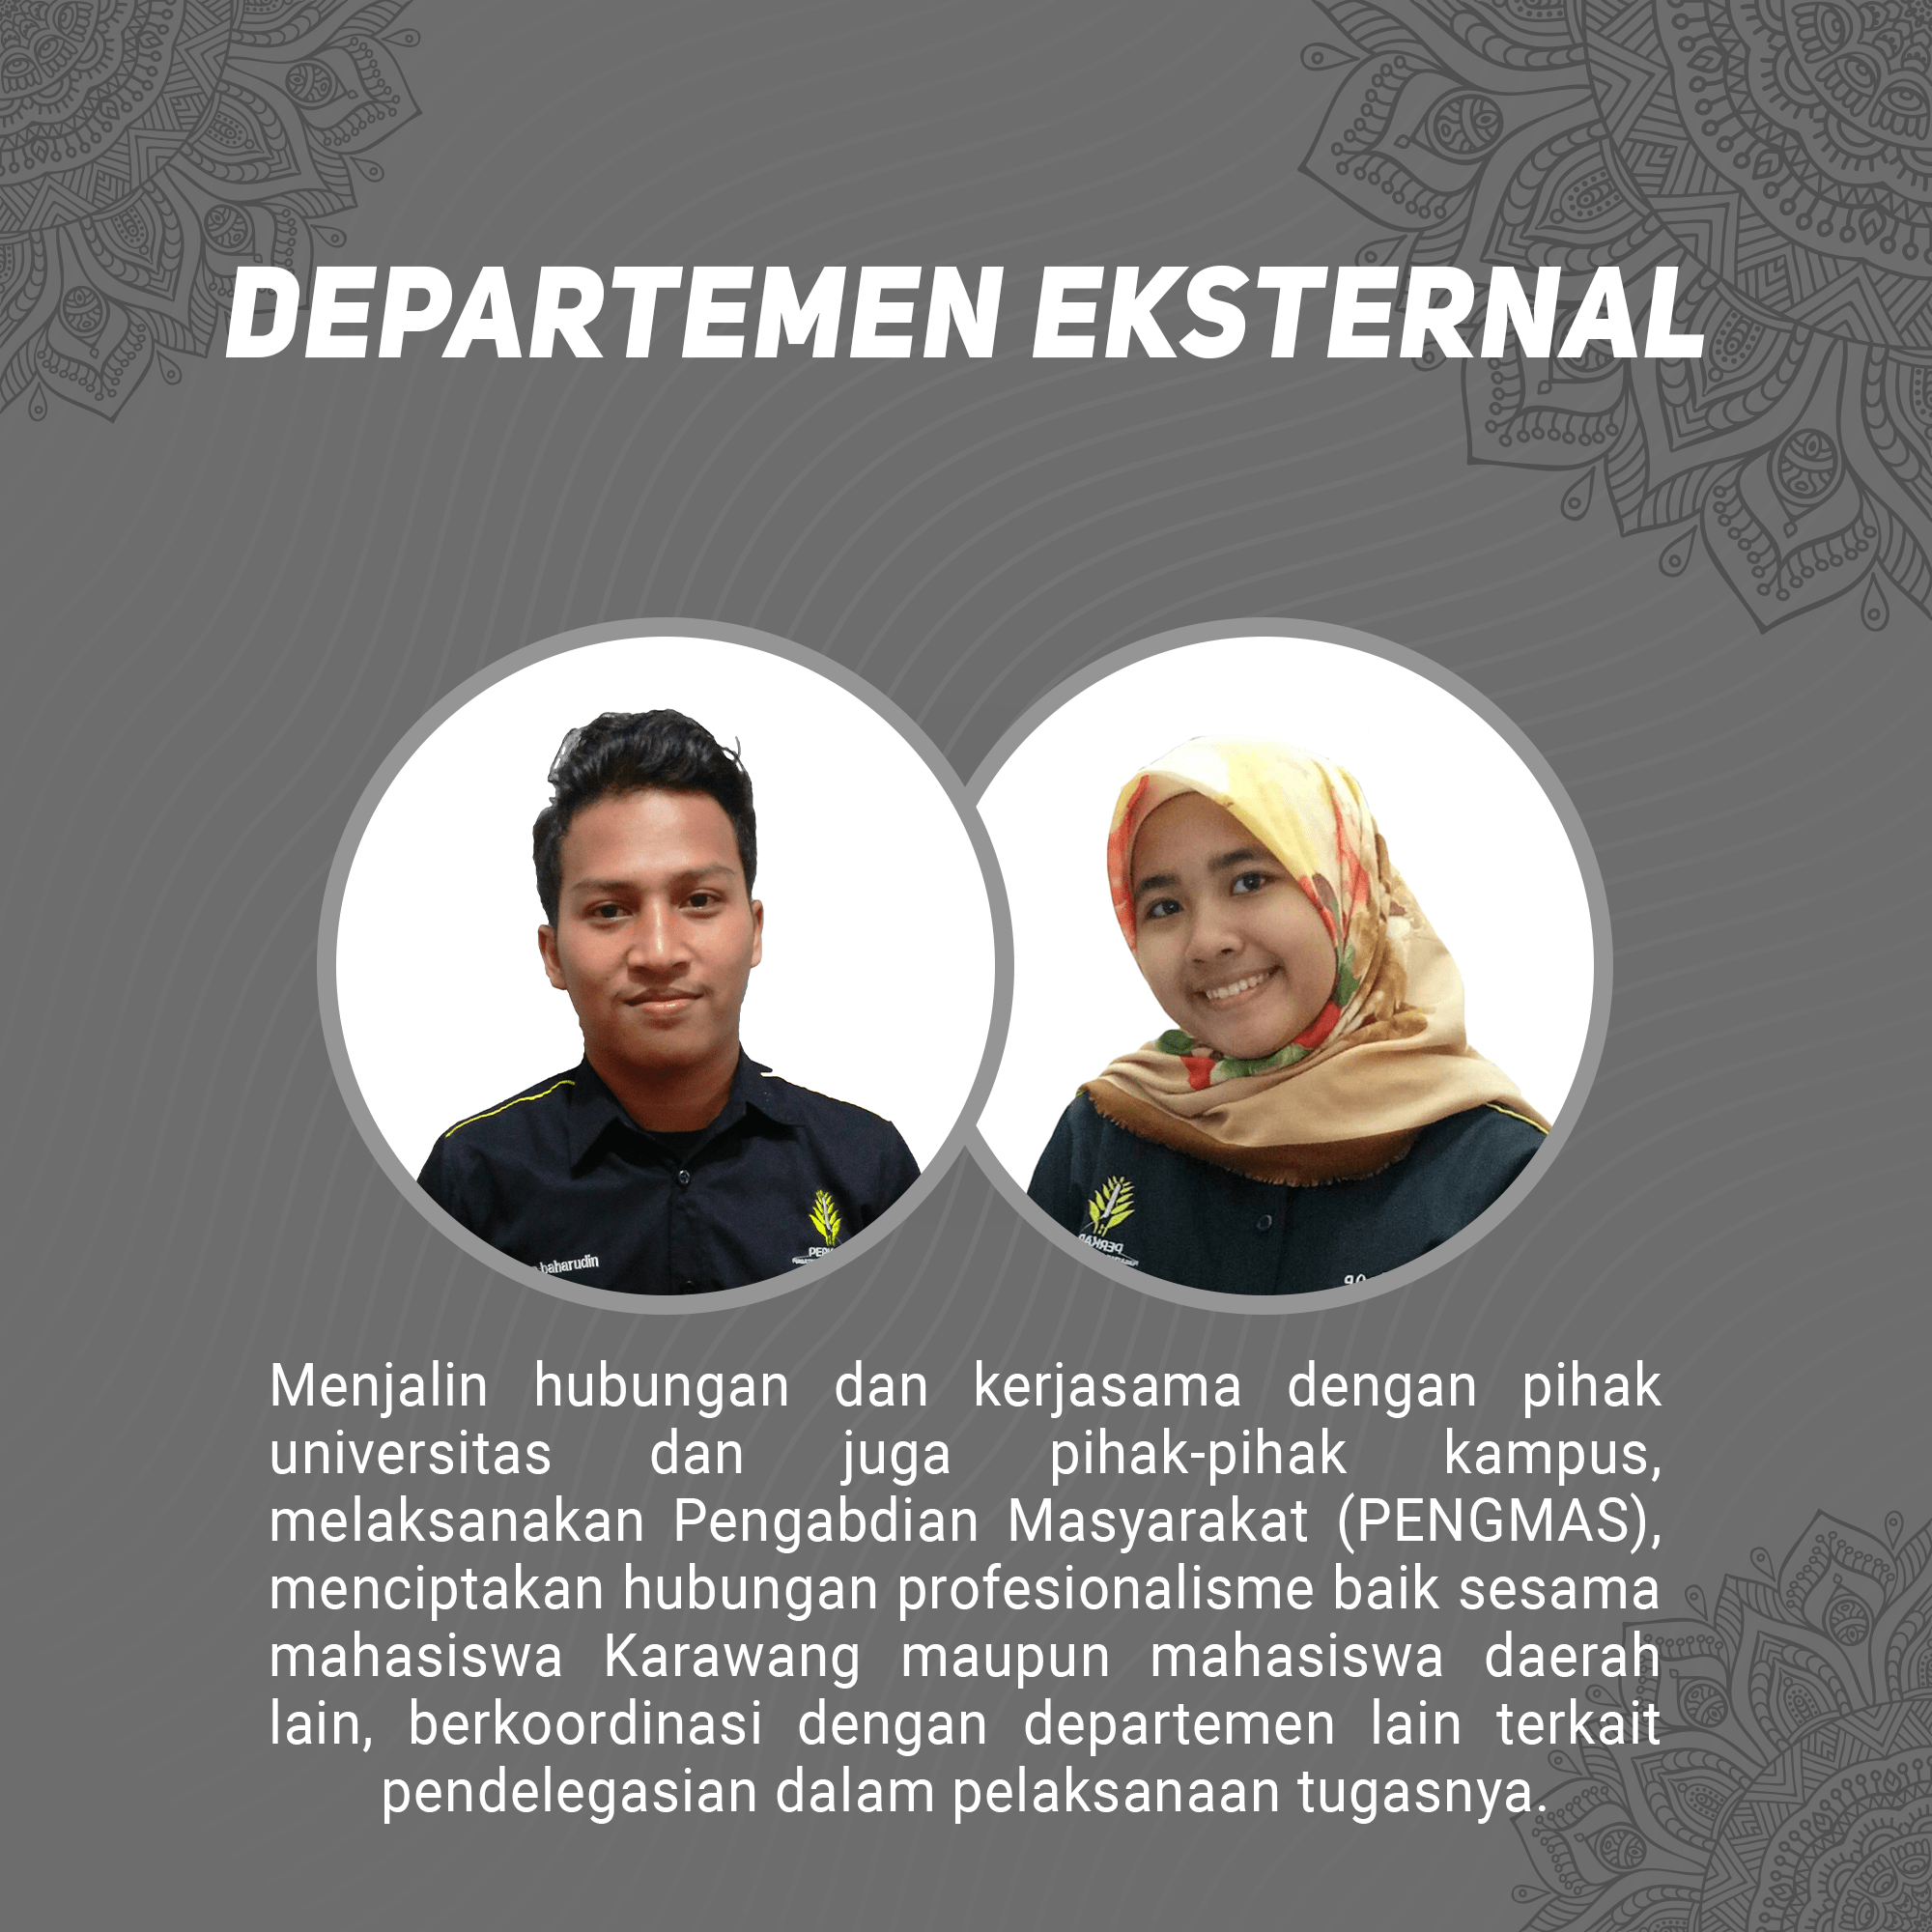 DEPARTEMEN EKSTERNAL
baharudin
Menjalin hubungan dan kerjasama dengan pihak
universitas dan juga pihak-pihak kampus,
melaksanakan Pengabdian Masyarakat (PENGMAS),
menciptakan hubungan profesionalisme baik sesama
mahasiswa Karawang maupun mahasiswa daerah
lain, berkoordinasi dengan departemen lain terkait
pendelegasian dalam pelaksanaan tugasnya.